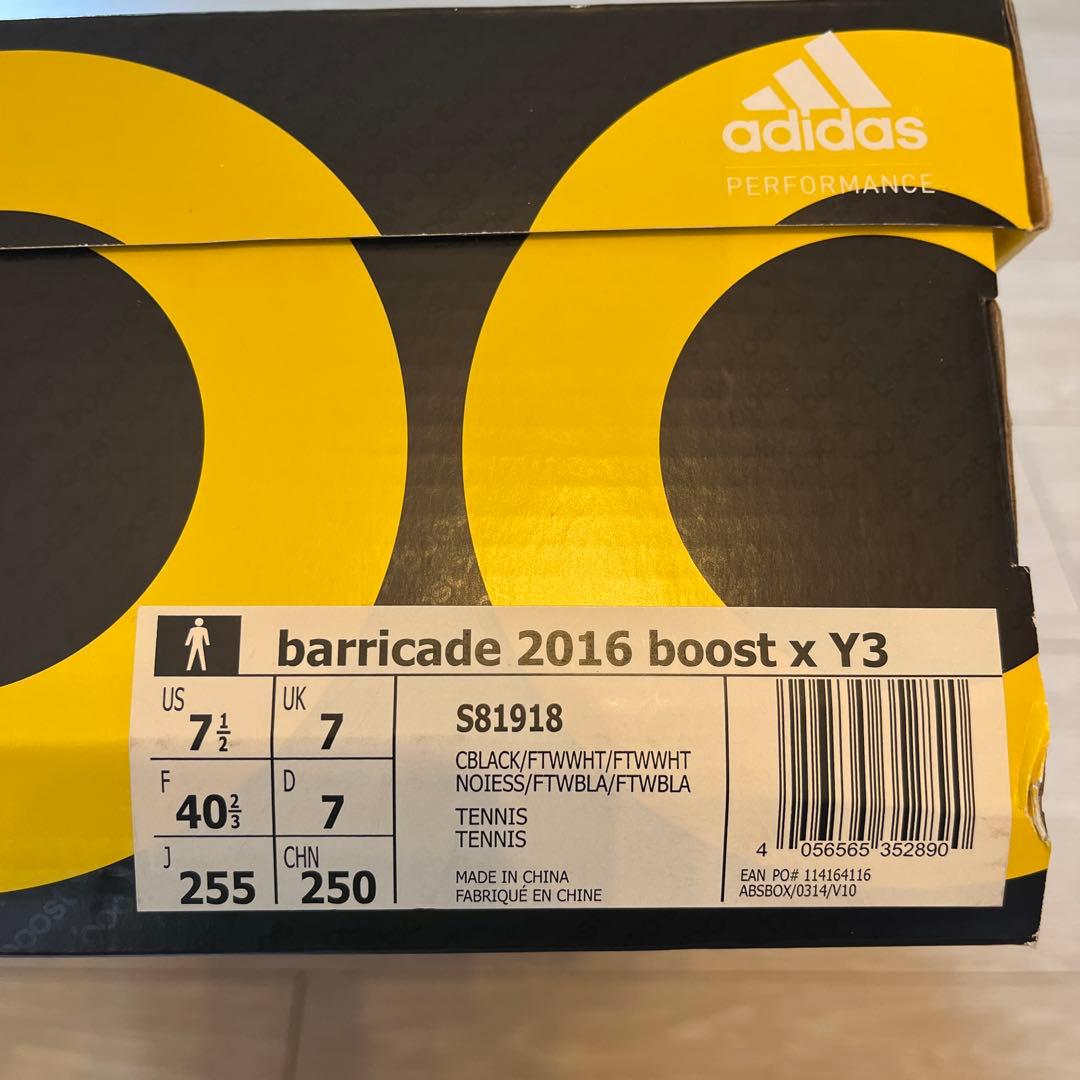 adidas
PERFORMANCE
barricade 2016 boost x Y3
US 7 1/2
UK 7
F 40 2/3
D 7
J 255
CHN 250
S81918
CBLACK/FTWWHT/FTWWHT
NOIESS/FTWBLA/FTWBLA
TENNIS
TENNIS
MADE IN CHINA
FABRIQUÉ EN CHINE
4 056565 352890
EAN PO# 114164116
ABSBOX/0314/V10
boost